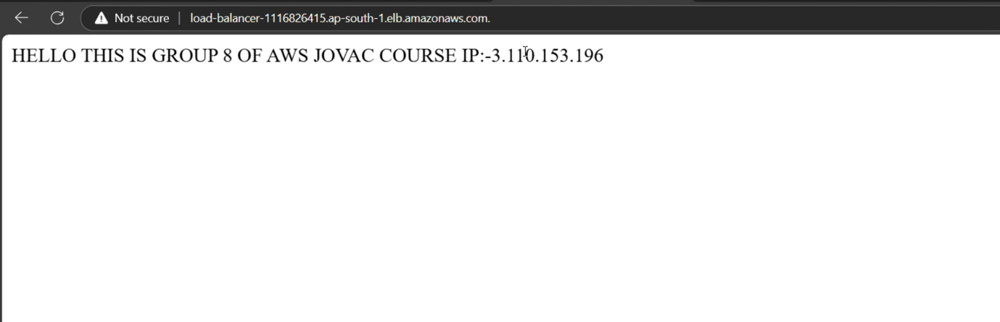 Not secure | load-balancer-1116826415.ap-south-1.elb.amazonaws.com.
HELLO THIS IS GROUP 8 OF AWS JOVAC COURSE IP:-3.110.153.196